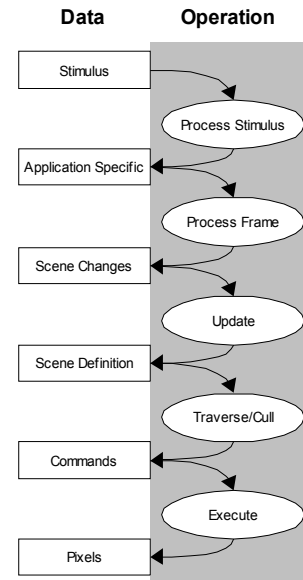 Data Operation
Stimulus
Process Stimulus
Application Specific
Process Frame
Scene Changes
Update
Scene Definition
Traverse/Cull
Commands
Execute
Pixels